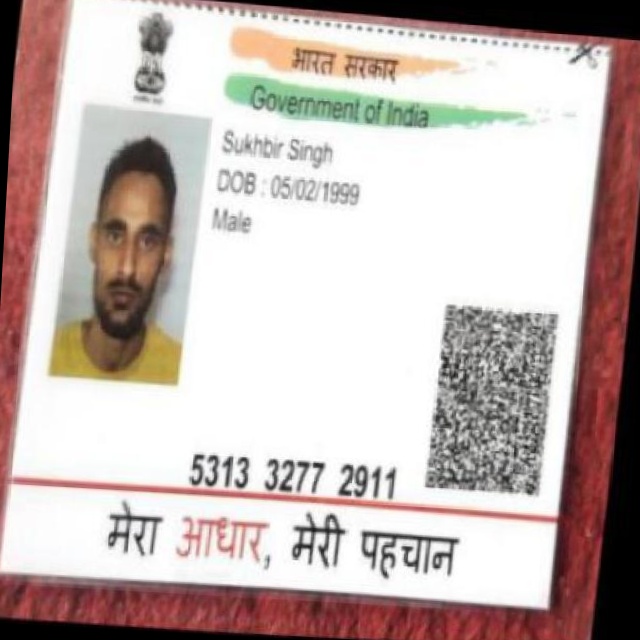 भारत सरकार
Government of India
Sukhbir Singh
DOB : 05/02/1999
Male
5313 3277 2911
मेरा आधार, मेरी पहचान